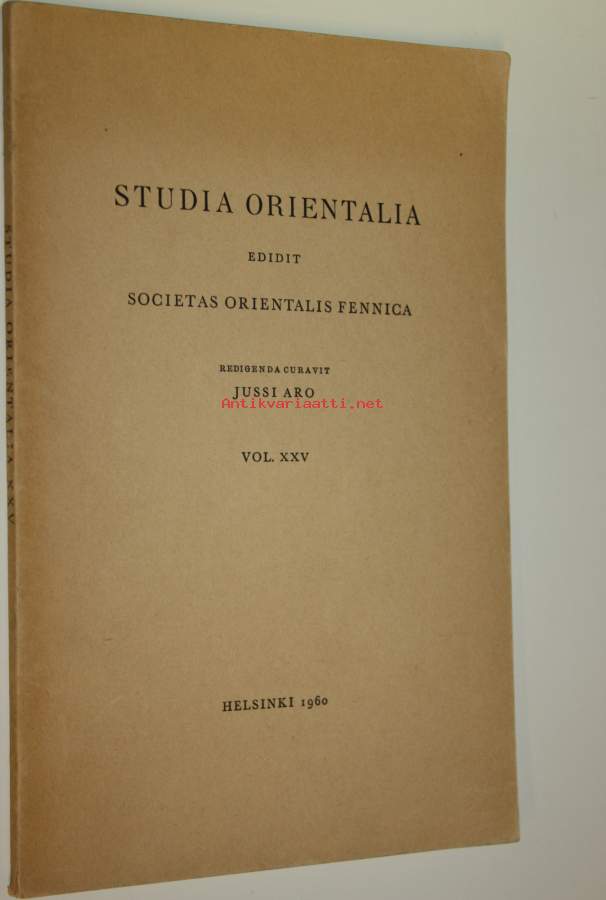 STUDIA ORIENTALIA
EDIDIT
SOCIETAS ORIENTALIS FENNICA
REDIGENDA CURAVIT
JUSSI ARO
Antikvariaatti.net
VOL. XXV
HELSINKI 1960
STUDIA ORIENTALIA XXV